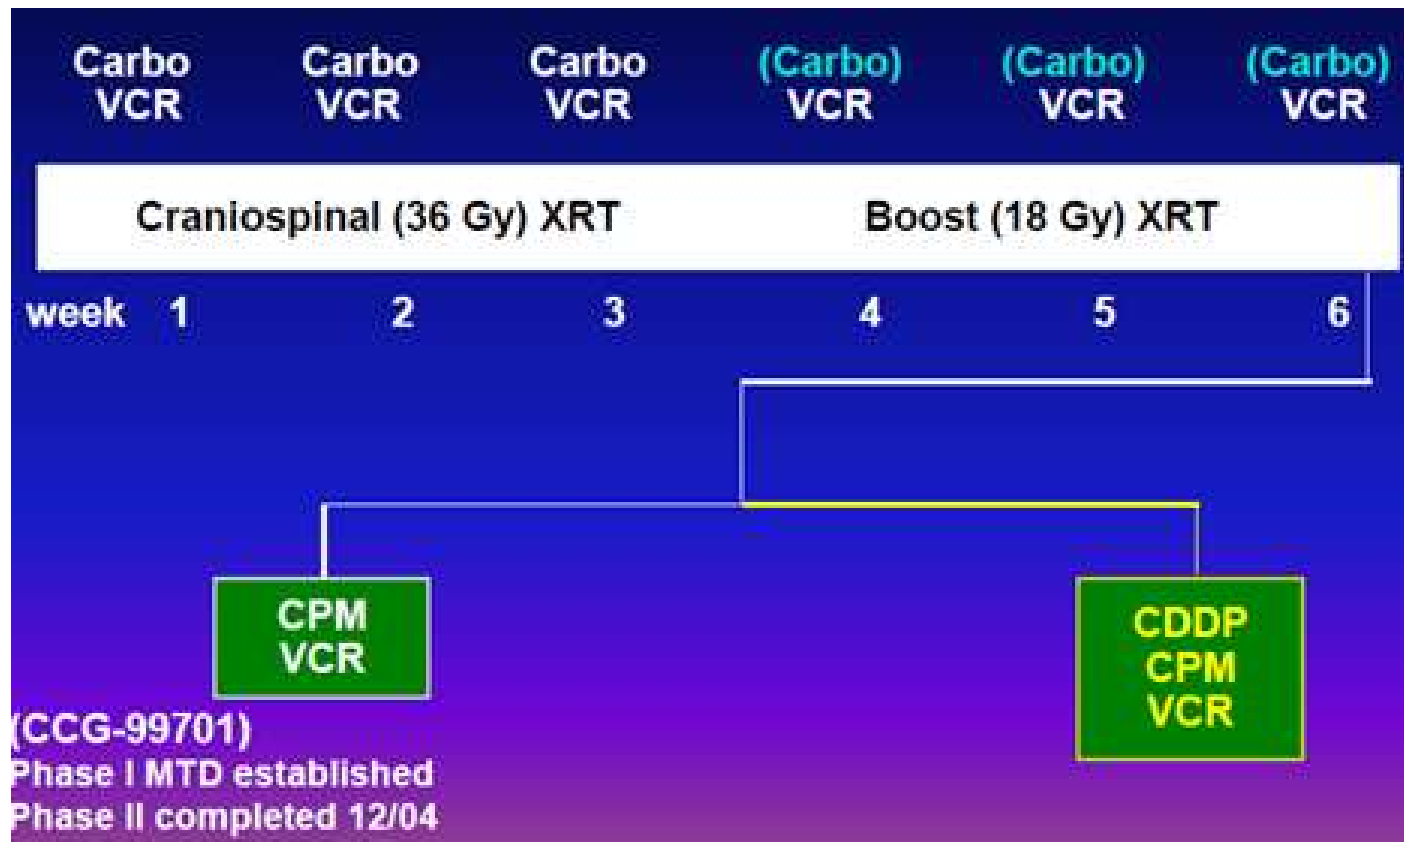 Carbo Carbo Carbo (Carbo) (Carbo) (Carbo)
VCR VCR VCR VCR VCR VCR
Craniospinal (36 Gy) XRT Boost (18 Gy) XRT
week 1 2 3 4 5 6
CPM
VCR
CDDP
CPM
VCR
(CCG-99701)
Phase I MTD established
Phase II completed 12/04